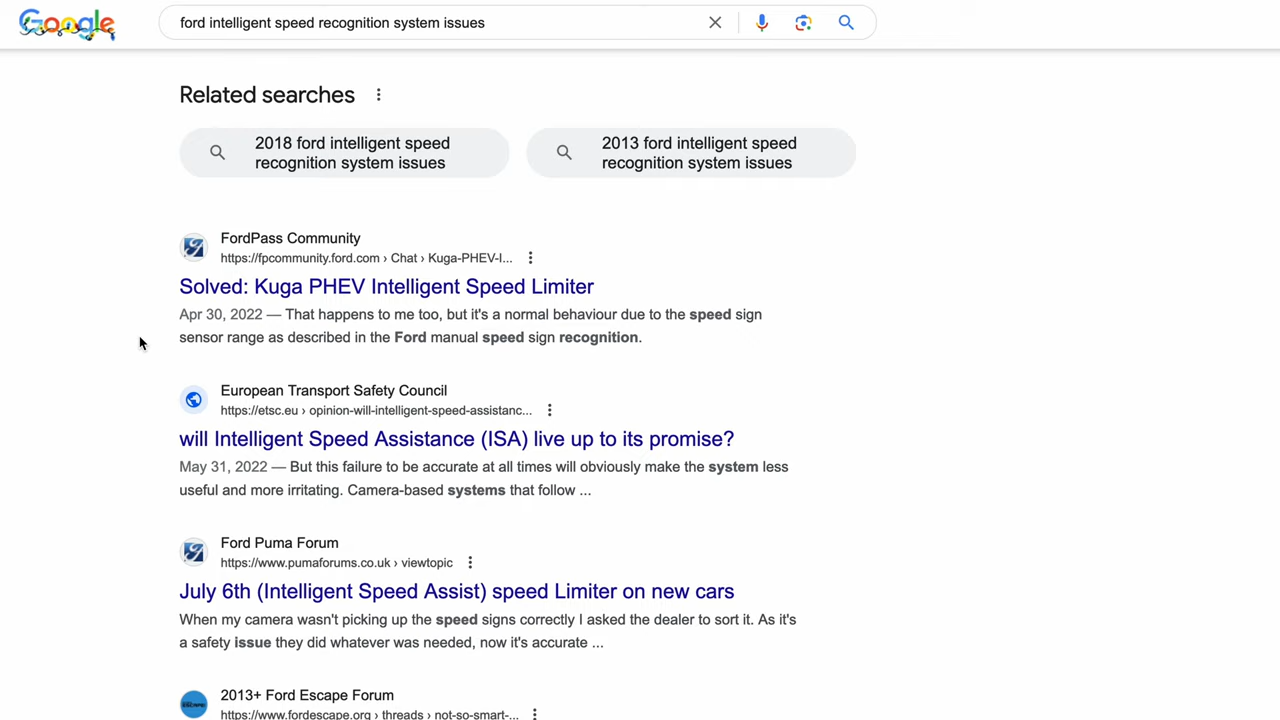 Google
ford intelligent speed recognition system issues
Related searches
2018 ford intelligent speed
recognition system issues
2013 ford intelligent speed
recognition system issues
FordPass Community
https://fpcommunity.ford.com › Chat › Kuga-PHEV-I...
Solved: Kuga PHEV Intelligent Speed Limiter
Apr 30, 2022 — That happens to me too, but it's a normal behaviour due to the speed sign
sensor range as described in the Ford manual speed sign recognition.
European Transport Safety Council
https://etsc.eu › opinion-will-intelligent-speed-assistanc...
will Intelligent Speed Assistance (ISA) live up to its promise?
May 31, 2022 — But this failure to be accurate at all times will obviously make the system less
useful and more irritating. Camera-based systems that follow ...
Ford Puma Forum
https://www.pumaforums.co.uk › viewtopic
July 6th (Intelligent Speed Assist) speed Limiter on new cars
When my camera wasn't picking up the speed signs correctly I asked the dealer to sort it. As it's
a safety issue they did whatever was needed, now it's accurate ...
2013+ Ford Escape Forum
https://www.fordescape.org › threads › not-so-smart-...